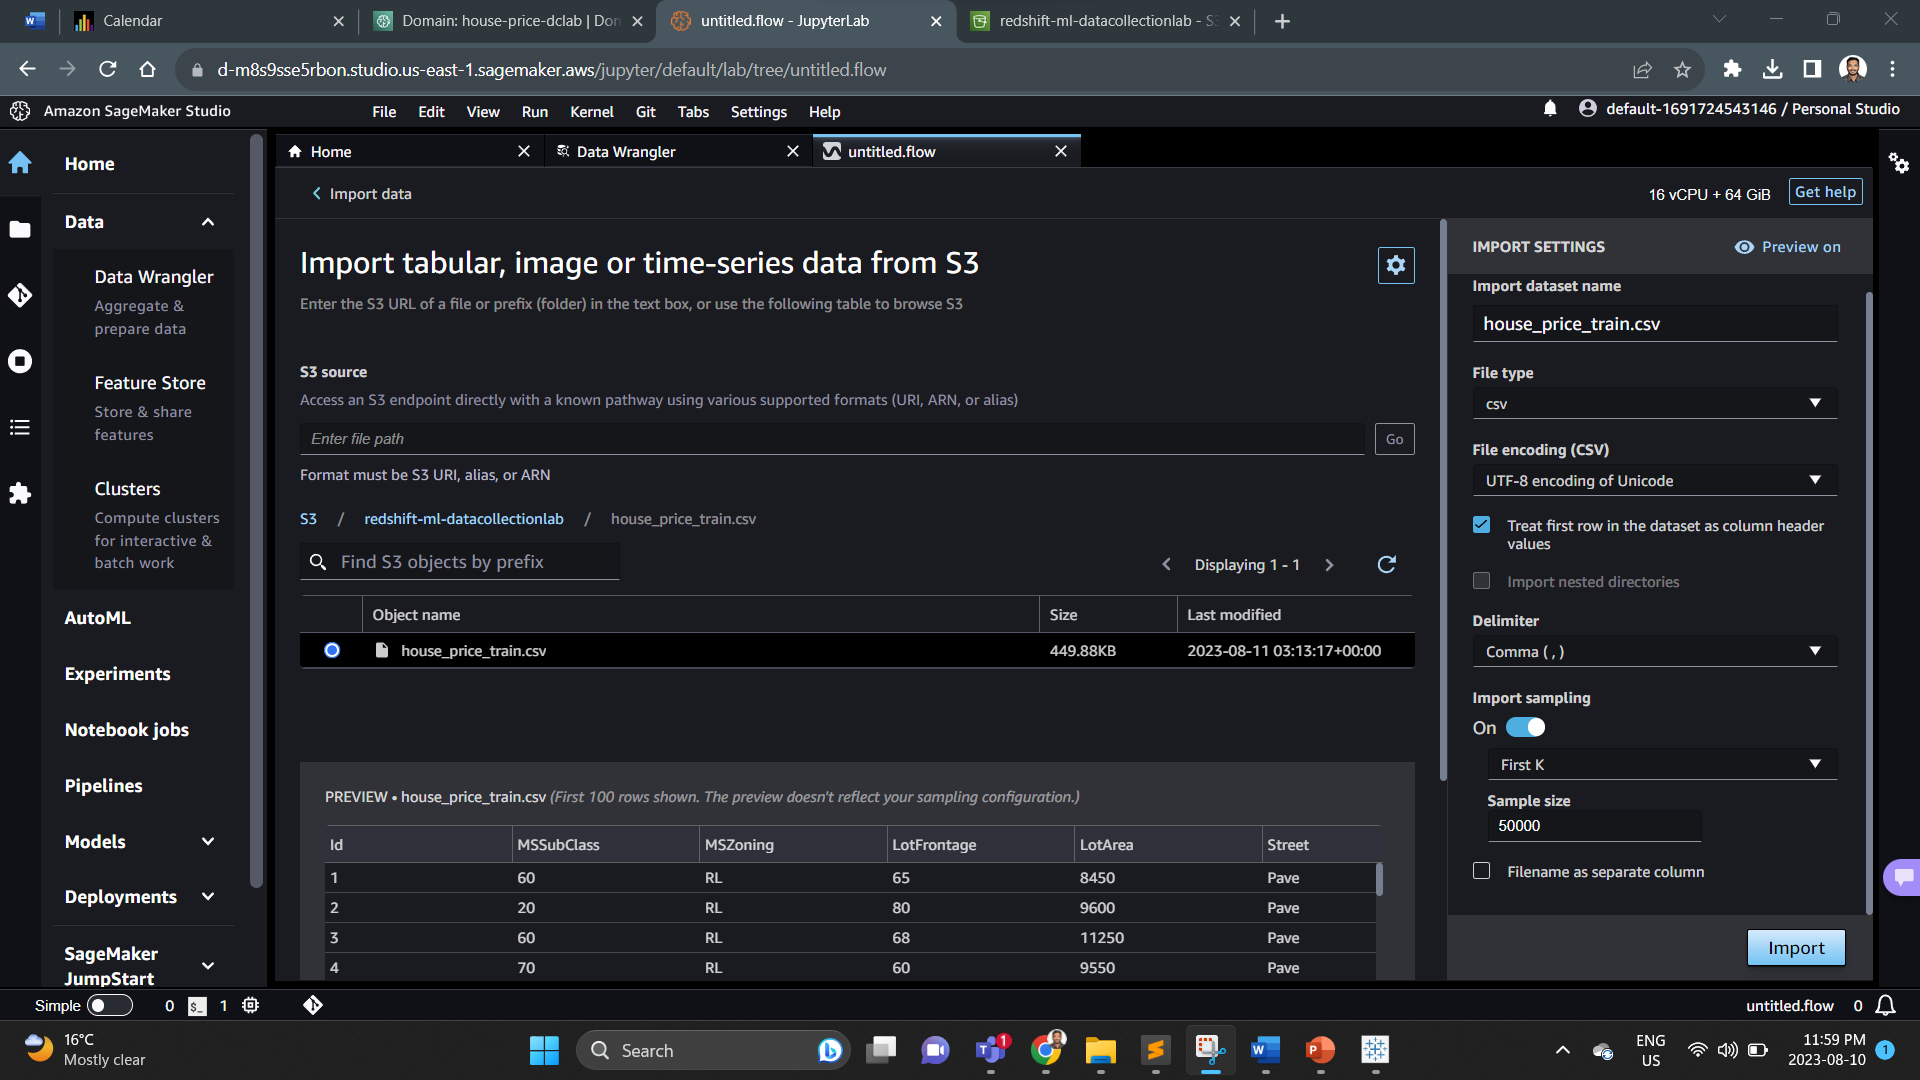 Calendar
Domain: house-price-dclab | Don
untitled.flow - JupyterLab
redshift-ml-datacollectionlab - S3
d-m8s9sse5rbon.studio.us-east-1.sagemaker.aws/jupyter/default/lab/tree/untitled.flow
Amazon SageMaker Studio
File Edit View Run Kernel Git Tabs Settings Help
default-1691724543146 / Personal Studio
Home
Data Wrangler
untitled.flow
Home
Data
Data Wrangler
Aggregate &
prepare data
Feature Store
Store & share
features
Clusters
Compute clusters
for interactive &
batch work
AutoML
Experiments
Notebook jobs
Pipelines
Models
Deployments
SageMaker
JumpStart
Import data
16 vCPU + 64 GiB
Get help
Import tabular, image or time-series data from S3
Enter the S3 URL of a file or prefix (folder) in the text box, or use the following table to browse S3
S3 source
Access an S3 endpoint directly with a known pathway using various supported formats (URI, ARN, or alias)
Enter file path
Go
Format must be S3 URI, alias, or ARN
S3 / redshift-ml-datacollectionlab / house_price_train.csv
Find S3 objects by prefix
Displaying 1 - 1
Object name Size Last modified
house_price_train.csv 449.88KB 2023-08-11 03:13:17+00:00
PREVIEW • house_price_train.csv (First 100 rows shown. The preview doesn't reflect your sampling configuration.)
Id MSSubClass MSZoning LotFrontage LotArea Street
1 60 RL 65 8450 Pave
2 20 RL 80 9600 Pave
3 60 RL 68 11250 Pave
4 70 RL 60 9550 Pave
IMPORT SETTINGS
Preview on
Import dataset name
house_price_train.csv
File type
csv
File encoding (CSV)
UTF-8 encoding of Unicode
Treat first row in the dataset as column header
values
Import nested directories
Delimiter
Comma ( , )
Import sampling
On
First K
Sample size
50000
Filename as separate column
Import
Simple 0 1
untitled.flow 0
16°C
Mostly clear
Search
1
ENG
US
11:59 PM
2023-08-10
1